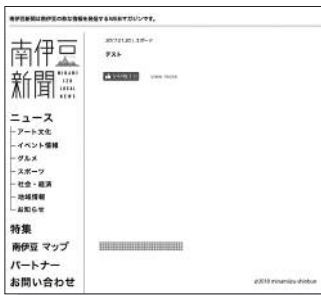 南伊豆新聞は南伊豆の旬な情報を発信するWEBマガジンです。
南伊豆
新聞
MINAMI
IZU
LOCAL
NEWS
ニュース
アート文化
イベント情報
グルメ
スポーツ
社会・経済
地域情報
お知らせ
特集
南伊豆 マップ
パートナー
お問い合わせ
2017.21.20 | スポーツ
テスト
view more
©2018 minamiizu shinbun